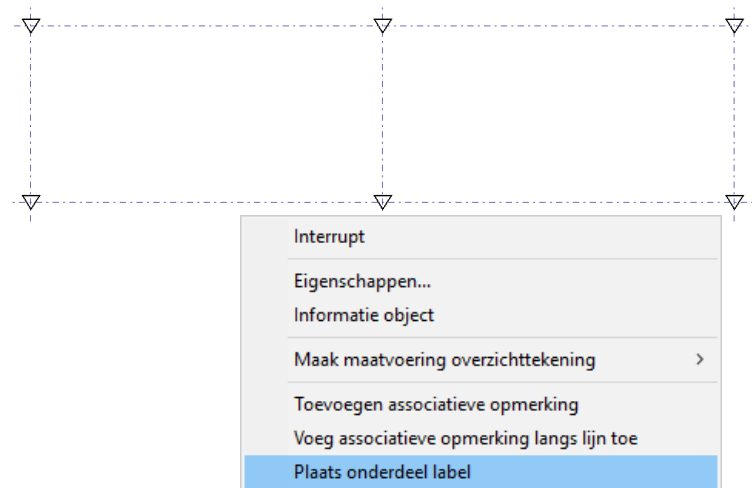 Interrupt
Eigenschappen...
Informatie object
Maak maatvoering overzichttekening
Toevoegen associatieve opmerking
Voeg associatieve opmerking langs lijn toe
Plaats onderdeel label